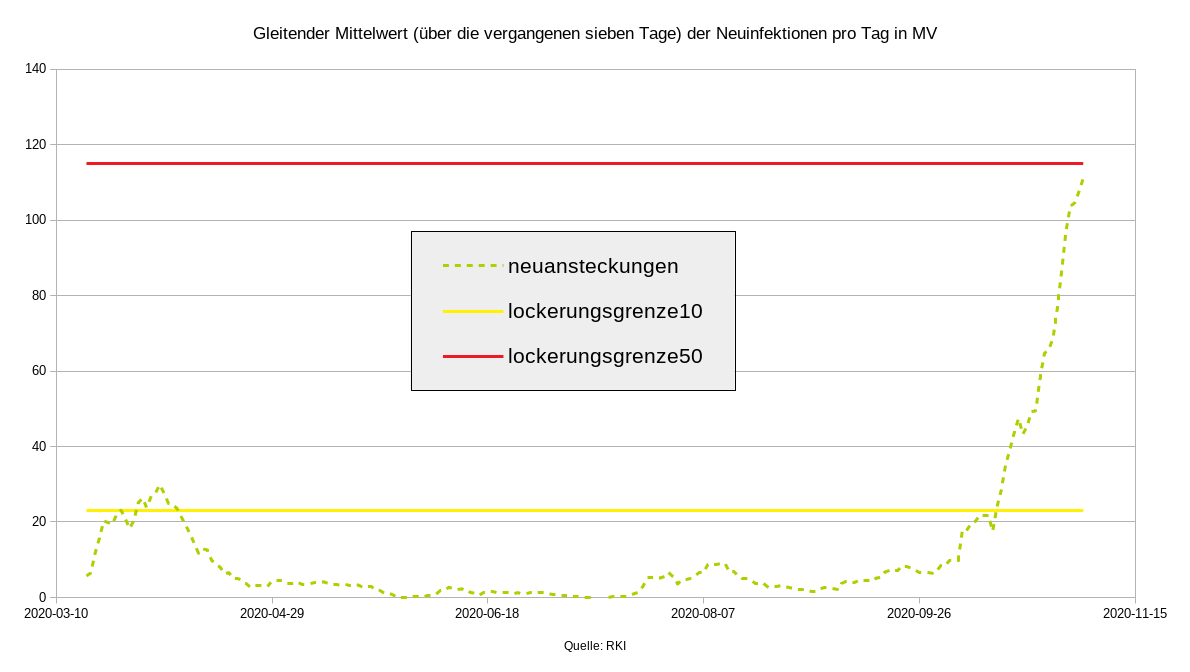 Gleitender Mittelwert (über die vergangenen sieben Tage) der Neuinfektionen pro Tag in MV
140
120
100
80
60
40
20
0
neuansteckungen
lockerungsgrenze10
lockerungsgrenze50
2020-03-10 2020-04-29 2020-06-18 2020-08-07 2020-09-26 2020-11-15
Quelle: RKI